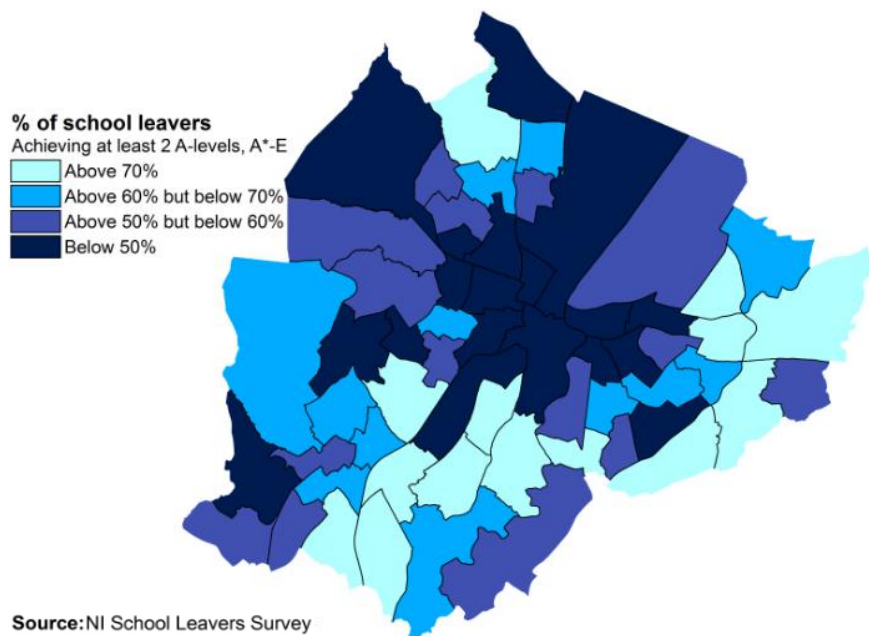 % of school leavers
Achieving at least 2 A-levels, A*-E
Above 70%
Above 60% but below 70%
Above 50% but below 60%
Below 50%
Source:NI School Leavers Survey